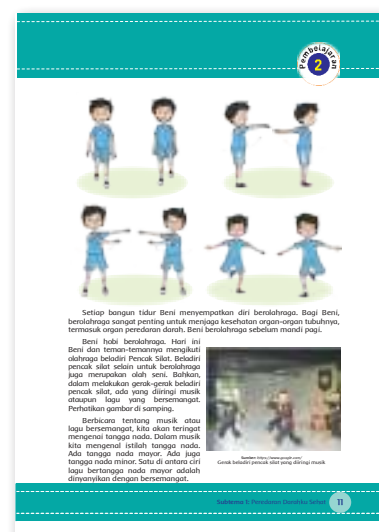 Pembelajaran
2
Setiap bangun tidur Beni menyempatkan diri berolahraga. Bagi Beni,
berolahraga sangat penting untuk menjaga kesehatan organ-organ tubuhnya,
termasuk organ peredaran darah. Beni berolahraga sebelum mandi pagi.
Beni hobi berolahraga. Hari ini
Beni dan teman-temannya mengikuti
olahraga beladiri Pencak Silat. Beladiri
pencak silat selain untuk berolahraga
juga merupakan olah seni. Bahkan,
dalam melakukan gerak-gerak beladiri
pencak silat, ada yang diiringi musik
ataupun lagu yang bersemangat.
Perhatikan gambar di samping.
Berbicara tentang musik atau
lagu bersemangat, kita akan teringat
mengenai tangga nada. Dalam musik
kita mengenal istilah tangga nada.
Ada tangga nada mayor. Ada juga
tangga nada minor. Satu di antara ciri
lagu bertangga nada mayor adalah
dinyanyikan dengan bersemangat.
Sumber: https://www.
Gerak beladiri pencak silat yang diiringi musik
Subtema 1: Peredaran Darahku Sehat 11